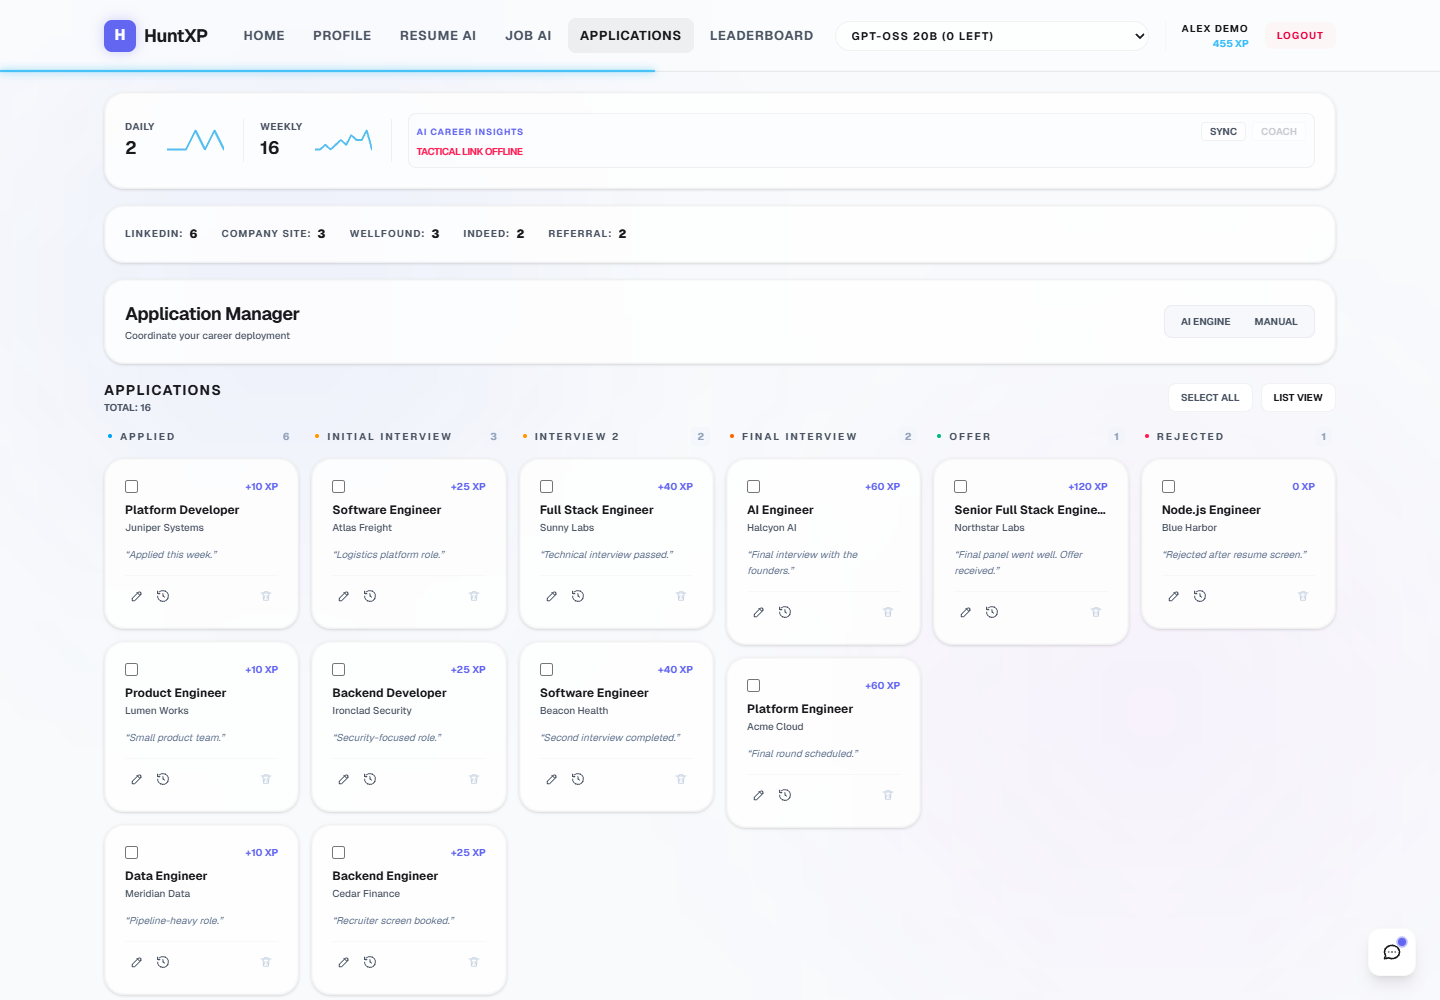 H HuntXP
HOME PROFILE RESUME AI JOB AI APPLICATIONS LEADERBOARD
GPT-OSS 20B (0 LEFT)
ALEX DEMO
455 XP
LOGOUT
DAILY
2
WEEKLY
16
AI CAREER INSIGHTS
TACTICAL LINK OFFLINE
SYNC COACH
LINKEDIN: 6 COMPANY SITE: 3 WELLFOUND: 3 INDEED: 2 REFERRAL: 2
Application Manager
Coordinate your career deployment
AI ENGINE MANUAL
APPLICATIONS
TOTAL: 16
SELECT ALL LIST VIEW
APPLIED 6
+10 XP
Platform Developer
Juniper Systems
“Applied this week.”
+10 XP
Product Engineer
Lumen Works
“Small product team.”
+10 XP
Data Engineer
Meridian Data
“Pipeline-heavy role.”
INITIAL INTERVIEW 3
+25 XP
Software Engineer
Atlas Freight
“Logistics platform role.”
+25 XP
Backend Developer
Ironclad Security
“Security-focused role.”
+25 XP
Backend Engineer
Cedar Finance
“Recruiter screen booked.”
INTERVIEW 2 2
+40 XP
Full Stack Engineer
Sunny Labs
“Technical interview passed.”
+40 XP
Software Engineer
Beacon Health
“Second interview completed.”
FINAL INTERVIEW 2
+60 XP
AI Engineer
Halcyon AI
“Final interview with the
founders.”
+60 XP
Platform Engineer
Acme Cloud
“Final round scheduled.”
OFFER 1
+120 XP
Senior Full Stack Engine...
Northstar Labs
“Final panel went well. Offer
received.”
REJECTED 1
0 XP
Node.js Engineer
Blue Harbor
“Rejected after resume screen.”